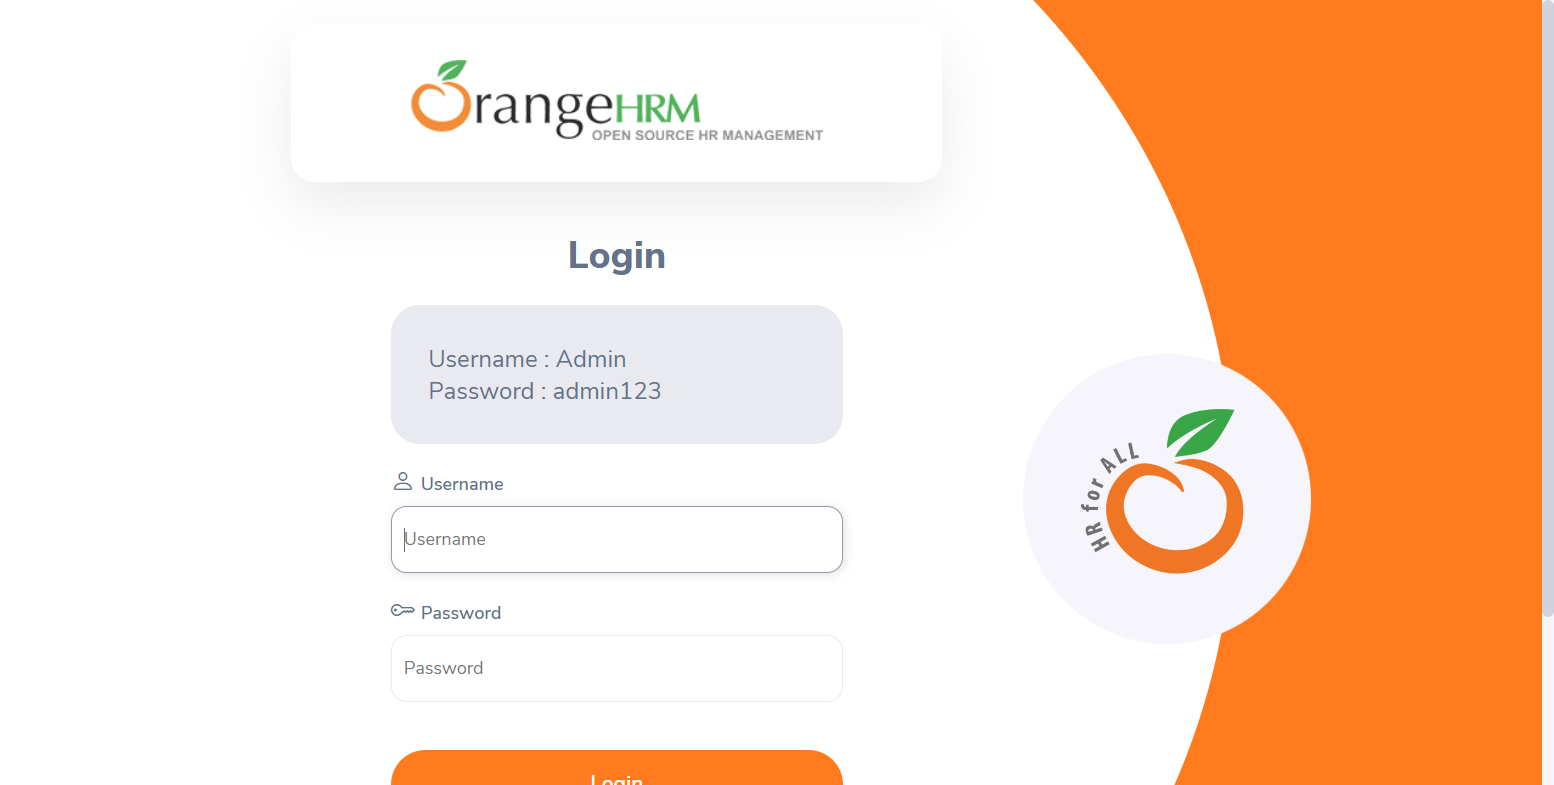 OrangeHRM
OPEN SOURCE HR MANAGEMENT
Login
Username : Admin
Password : admin123
Username
Username
Password
Password
Login
HR for ALL